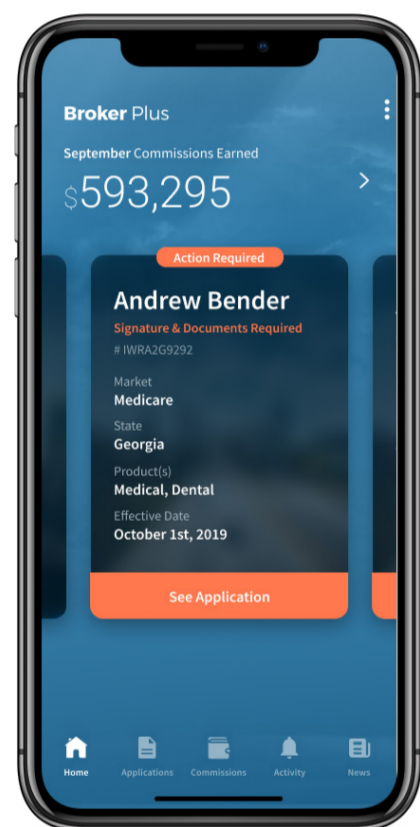 Broker Plus
September Commissions Earned
$593,295
Action Required
Andrew Bender
Signature & Documents Required
# IWRA2G9292
Market
Medicare
State
Georgia
Product(s)
Medical, Dental
Effective Date
October 1st, 2019
See Application
Home Applications Commissions Activity News